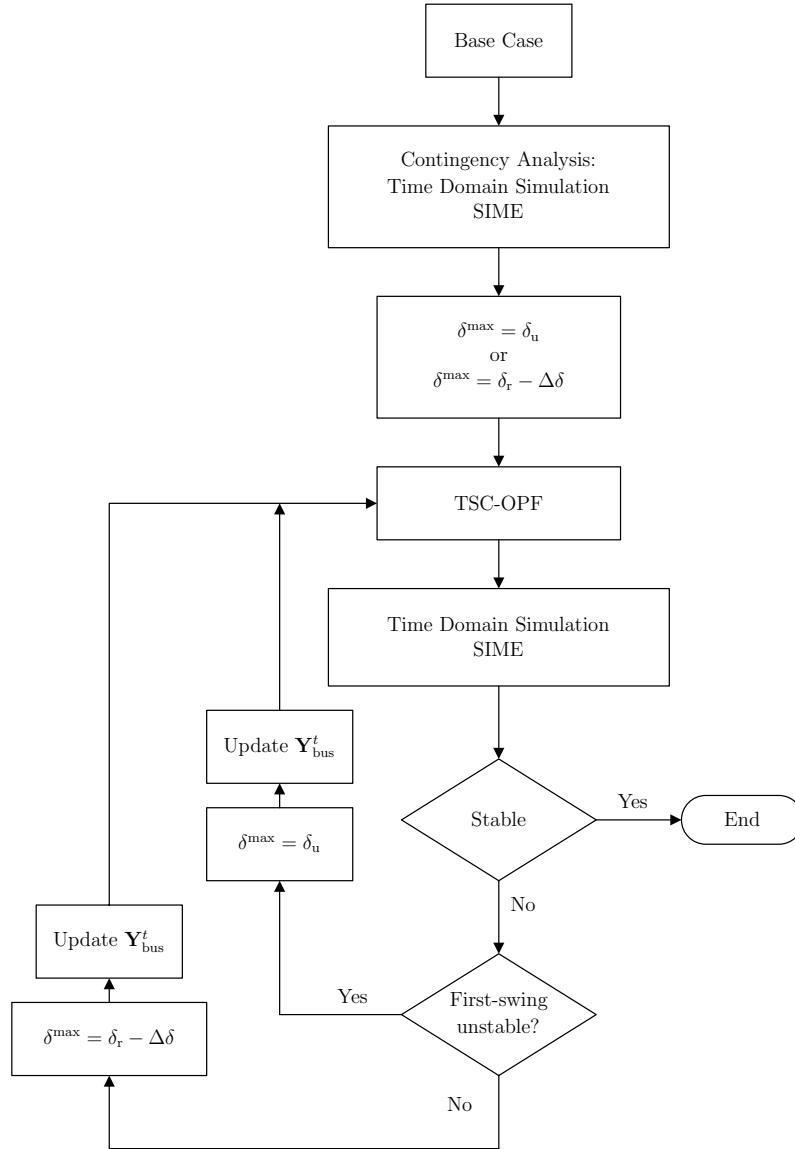 Base Case
Contingency Analysis:
Time Domain Simulation
SIME
δ^max = δ_u
or
δ^max = δ_r − Δδ
TSC-OPF
Time Domain Simulation
SIME
Update Y^t_bus
Stable
Yes
End
δ^max = δ_u
No
Update Y^t_bus
First-swing
unstable?
Yes
δ^max = δ_r − Δδ
No